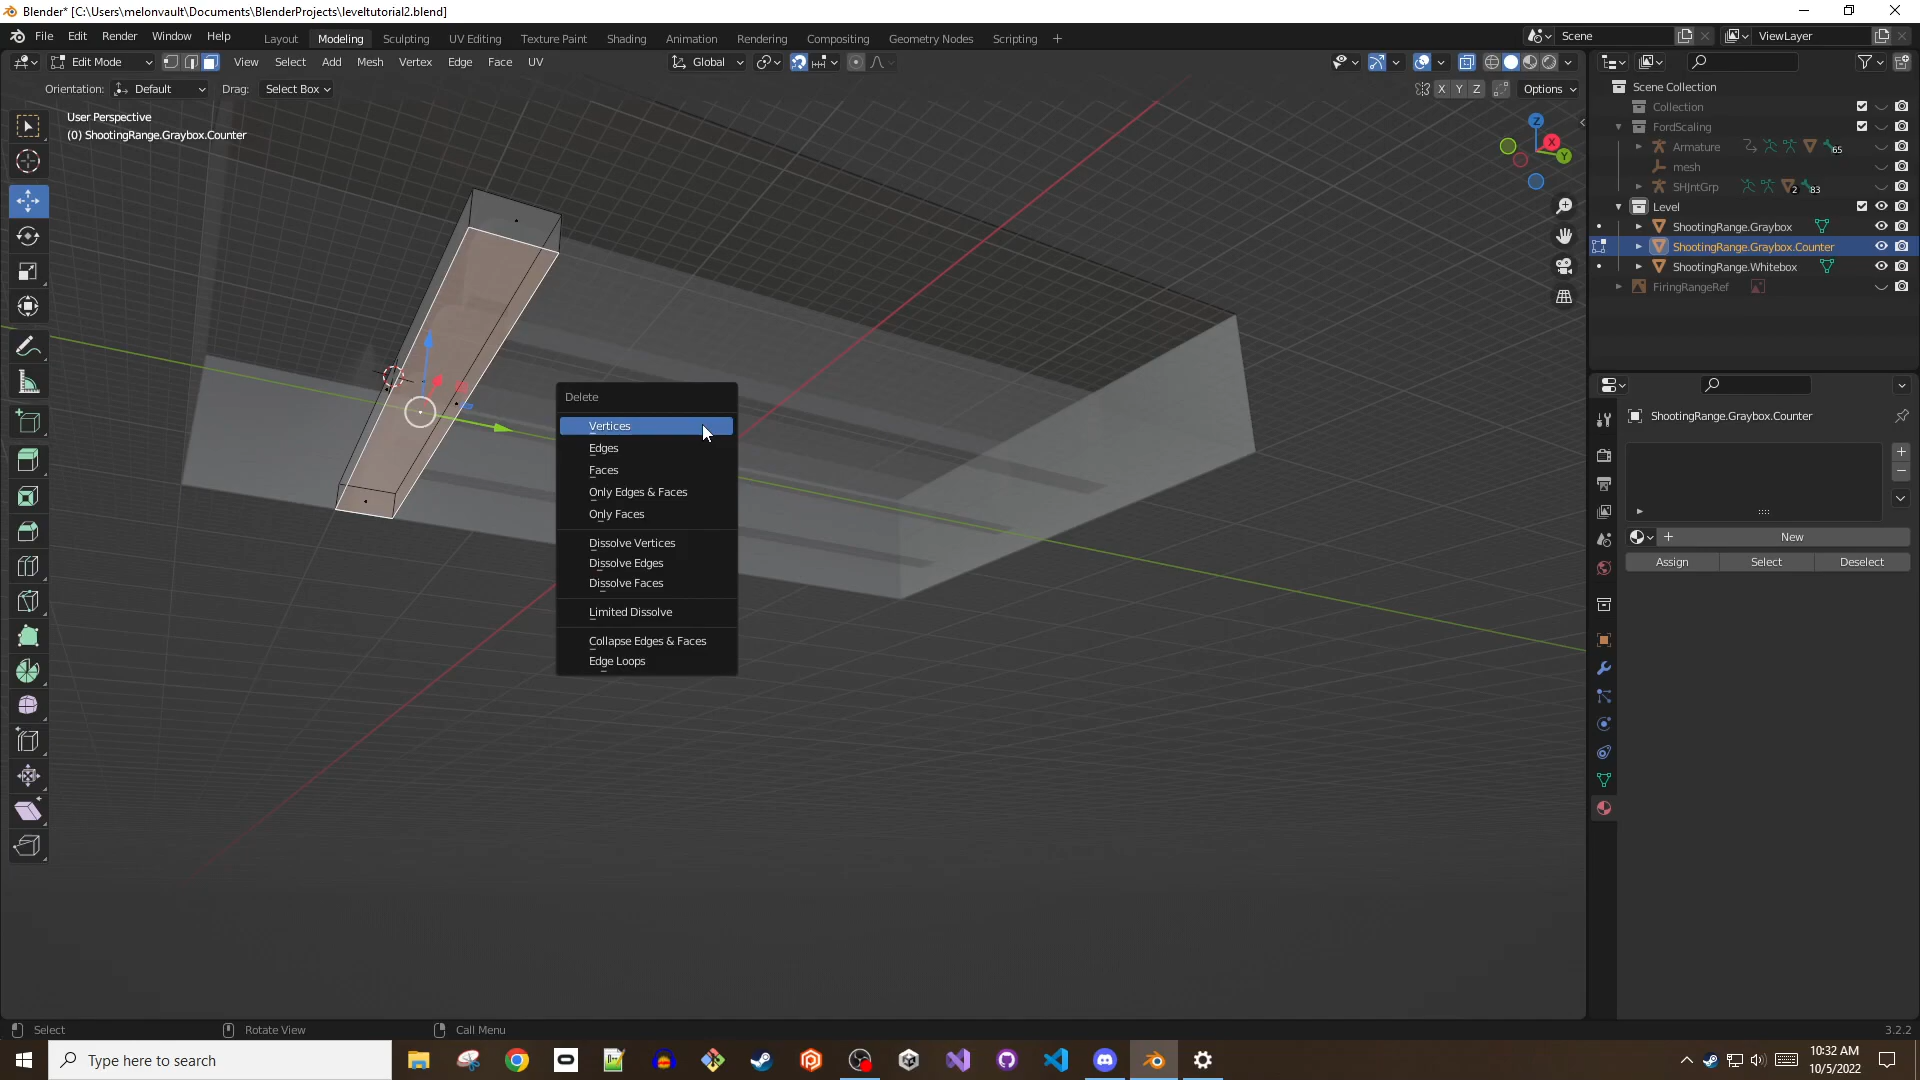 Blender* [C:\Users\melonvault\Documents\BlenderProjects\leveltutorial2.blend]
File Edit Render Window Help
Layout Modeling Sculpting UV Editing Texture Paint Shading Animation Rendering Compositing Geometry Nodes Scripting +
Scene
ViewLayer
Edit Mode
View Select Add Mesh Vertex Edge Face UV
Global
Orientation: Default Drag: Select Box
X Y Z Options
User Perspective
(0) ShootingRange.Graybox.Counter
Z
X
Y
Delete
Vertices
Edges
Faces
Only Edges & Faces
Only Faces
Dissolve Vertices
Dissolve Edges
Dissolve Faces
Limited Dissolve
Collapse Edges & Faces
Edge Loops
Scene Collection
Collection
FordScaling
Armature 65
mesh
SHJntGrp 2 83
Level
ShootingRange.Graybox
ShootingRange.Graybox.Counter
ShootingRange.Whitebox
FiringRangeRef
ShootingRange.Graybox.Counter
New
Assign Select Deselect
Select Rotate View Call Menu 3.2.2
Type here to search
10:32 AM
10/5/2022